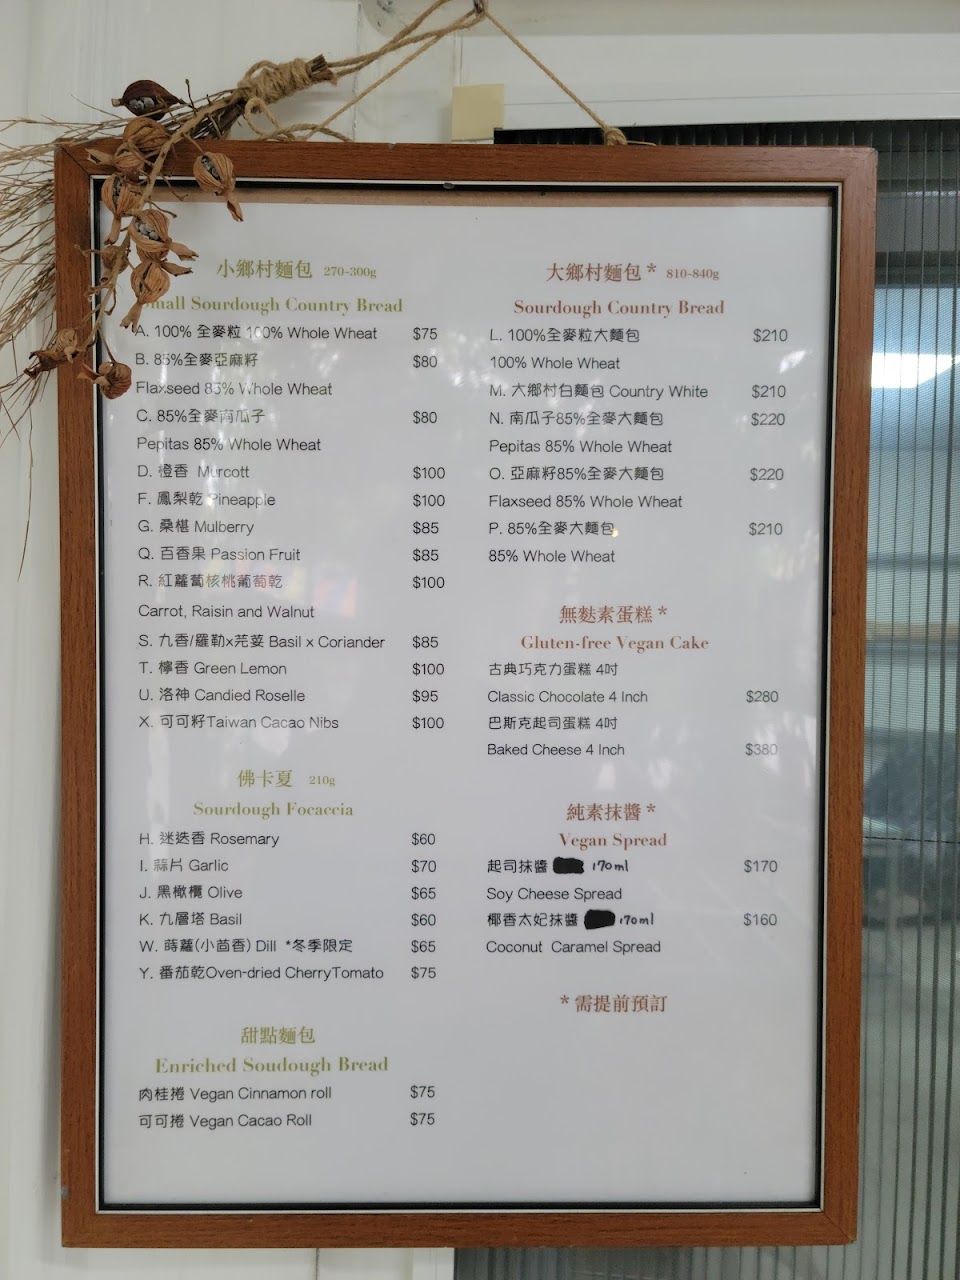 小鄉村麵包 270-300g
Small Sourdough Country Bread
A. 100% 全麥粒 100% Whole Wheat $75
B. 85%全麥亞麻籽 $80
Flaxseed 85% Whole Wheat
C. 85%全麥南瓜子 $80
Pepitas 85% Whole Wheat
D. 橙香 Murcott $100
F. 鳳梨乾 Pineapple $100
G. 桑椹 Mulberry $85
Q. 百香果 Passion Fruit $85
R. 紅蘿蔔核桃葡萄乾 $100
Carrot, Raisin and Walnut
S. 九香/羅勒x芫荽 Basil x Coriander $85
T. 檸香 Green Lemon $100
U. 洛神 Candied Roselle $95
X. 可可籽Taiwan Cacao Nibs $100
佛卡夏 210g
Sourdough Focaccia
H. 迷迭香 Rosemary $60
I. 蒜片 Garlic $70
J. 黑橄欖 Olive $65
K. 九層塔 Basil $60
W. 蒔蘿(小茴香) Dill *冬季限定 $65
Y. 番茄乾Oven-dried CherryTomato $75
甜點麵包
Enriched Soudough Bread
肉桂捲 Vegan Cinnamon roll $75
可可捲 Vegan Cacao Roll $75
大鄉村麵包* 810-840g
Sourdough Country Bread
L. 100%全麥粒大麵包 $210
100% Whole Wheat
M. 大鄉村白麵包 Country White $210
N. 南瓜子85%全麥大麵包 $220
Pepitas 85% Whole Wheat
O. 亞麻籽85%全麥大麵包 $220
Flaxseed 85% Whole Wheat
P. 85%全麥大麵包 $210
85% Whole Wheat
無麩素蛋糕*
Gluten-free Vegan Cake
古典巧克力蛋糕 4吋
Classic Chocolate 4 Inch $280
巴斯克起司蛋糕 4吋
Baked Cheese 4 Inch $380
純素抹醬*
Vegan Spread
起司抹醬 170ml $170
Soy Cheese Spread
椰香太妃抹醬 170ml $160
Coconut Caramel Spread
*需提前預訂